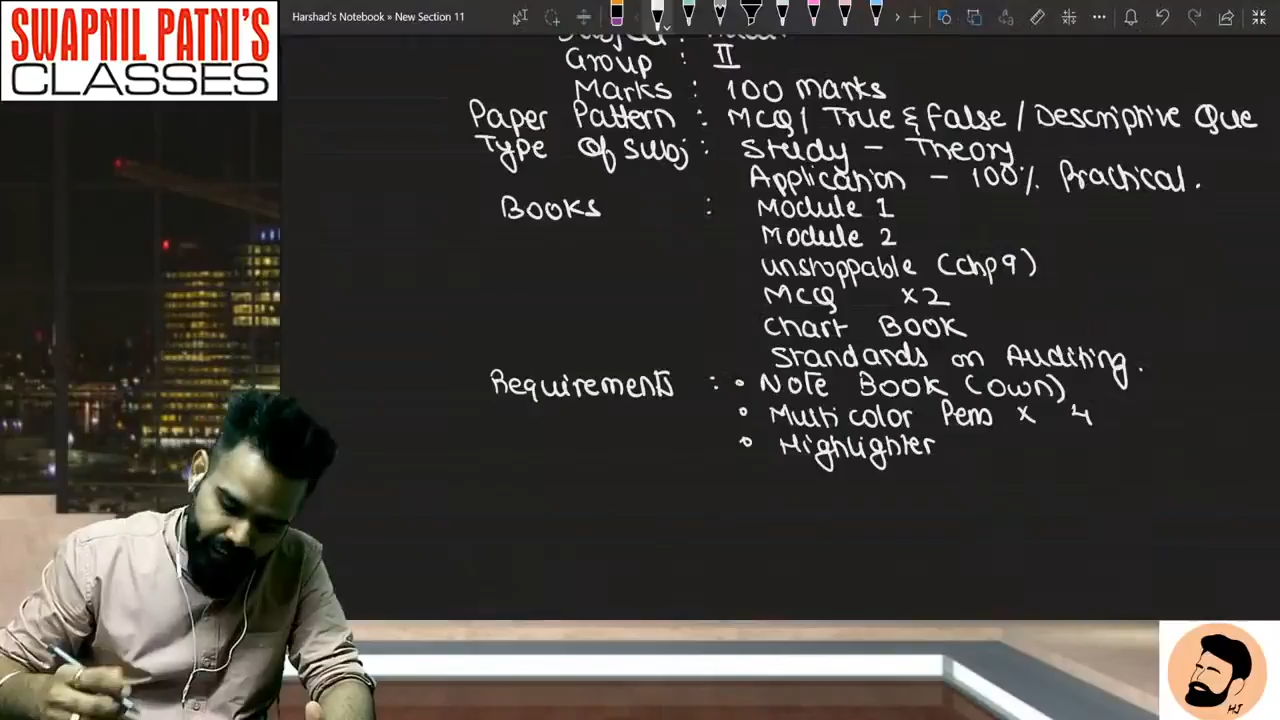 SWAPNIL PATNI'S
CLASSES
Harshad's Notebook » New Section 11
Subject :
Group : II
Marks : 100 marks
Paper Pattern : MCQ / True & False / Descriptive Que
Type Of Subj : Study - Theory
Application - 100% Practical.
Books : Module 1
Module 2
unstoppable (chp 9)
MCQ x2
Chart Book
Standards on Auditing.
Requirements : • Note Book (own)
• Multi color Pens x 4
• Highlighter
HJ